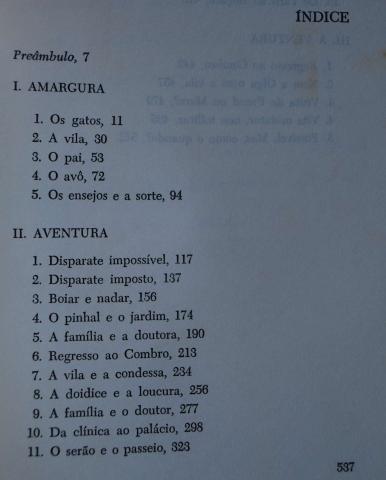 ÍNDICE
Preâmbulo, 7
I. AMARGURA
1. Os gatos, 11
2. A vila, 30
3. O pai, 53
4. O avô, 72
5. Os ensejos e a sorte, 94
II. AVENTURA
1. Disparate impossível, 117
2. Disparate imposto, 137
3. Boiar e nadar, 156
4. O pinhal e o jardim, 174
5. A família e a doutora, 190
6. Regresso ao Combro, 213
7. A vila e a condessa, 234
8. A doidice e a loucura, 256
9. A família e o doutor, 277
10. Da clínica ao palácio, 298
11. O serão e o passeio, 323
537